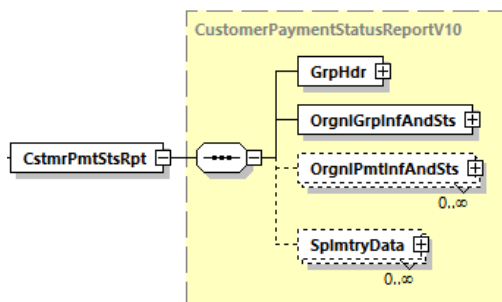 CustomerPaymentStatusReportV10
GrpHdr
OrgnlGrpInfAndSts
CstmrPmtStsRpt
OrgnlPmtInfAndSts
0..∞
SplmtryData
0..∞